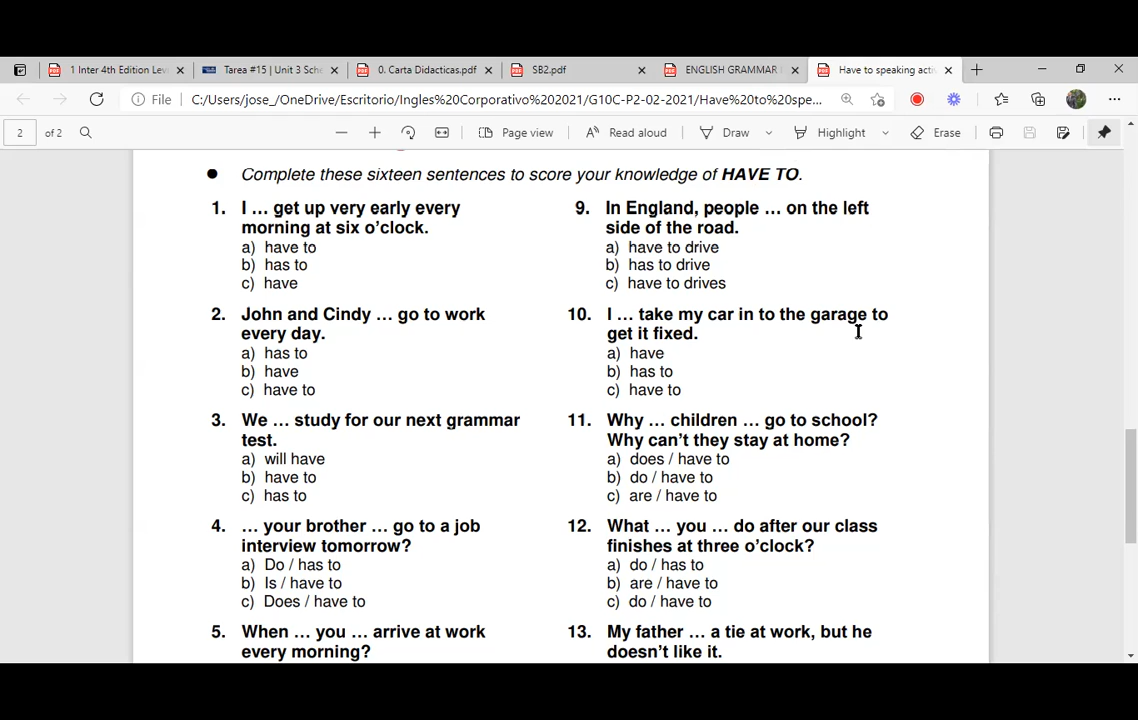 1 Inter 4th Edition Lev
Tarea #15 | Unit 3 Sche
0. Carta Didacticas.pdf
SB2.pdf
ENGLISH GRAMMAR
Have to speaking acti
File
C:/Users/jose_/OneDrive/Escritorio/Ingles%20Corporativo%202021/G10C-P2-02-2021/Have%20to%20spe...
2 of 2
Page view
Read aloud
Draw
Highlight
Erase
● Complete these sixteen sentences to score your knowledge of HAVE TO.
1. I … get up very early every
morning at six o’clock.
a) have to
b) has to
c) have
2. John and Cindy … go to work
every day.
a) has to
b) have
c) have to
3. We … study for our next grammar
test.
a) will have
b) have to
c) has to
4. … your brother … go to a job
interview tomorrow?
a) Do / has to
b) Is / have to
c) Does / have to
5. When … you … arrive at work
every morning?
9. In England, people … on the left
side of the road.
a) have to drive
b) has to drive
c) have to drives
10. I … take my car in to the garage to
get it fixed.
a) have
b) has to
c) have to
11. Why … children … go to school?
Why can’t they stay at home?
a) does / have to
b) do / have to
c) are / have to
12. What … you … do after our class
finishes at three o’clock?
a) do / has to
b) are / have to
c) do / have to
13. My father … a tie at work, but he
doesn’t like it.